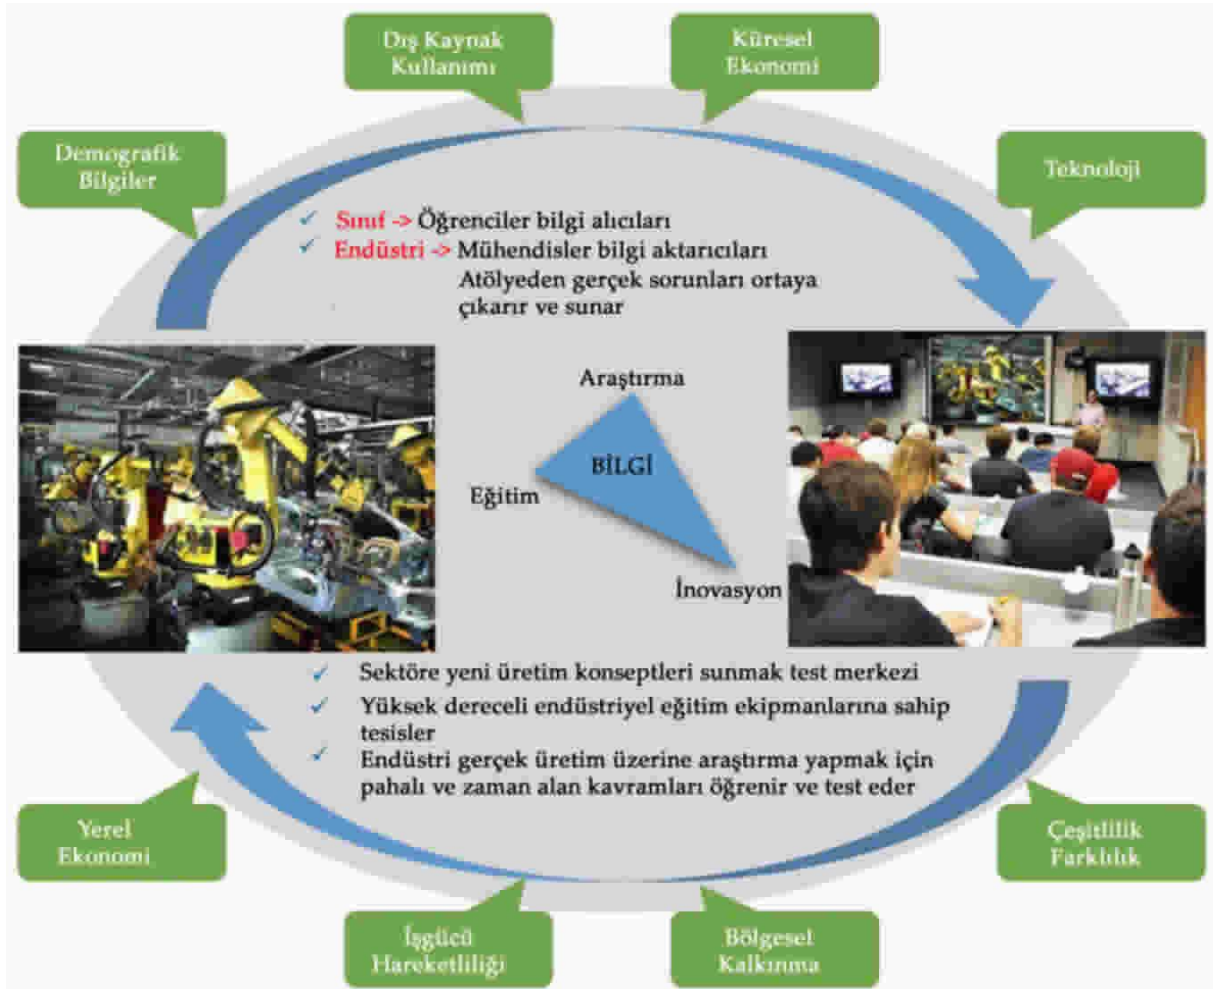 Dış Kaynak
Kullanımı
Küresel
Ekonomi
Demografik
Bilgiler
Teknoloji
✓ Sınıf -> Öğrenciler bilgi alıcıları
✓ Endüstri -> Mühendisler bilgi aktarıcıları
Atölyeden gerçek sorunları ortaya
çıkarır ve sunar
Araştırma
BİLGİ
Eğitim
İnovasyon
✓ Sektöre yeni üretim konseptleri sunmak test merkezi
✓ Yüksek dereceli endüstriyel eğitim ekipmanlarına sahip
tesisler
✓ Endüstri gerçek üretim üzerine araştırma yapmak için
pahalı ve zaman alan kavramları öğrenir ve test eder
Yerel
Ekonomi
Çeşitlilik
Farklılık
İşgücü
Hareketliliği
Bölgesel
Kalkınma